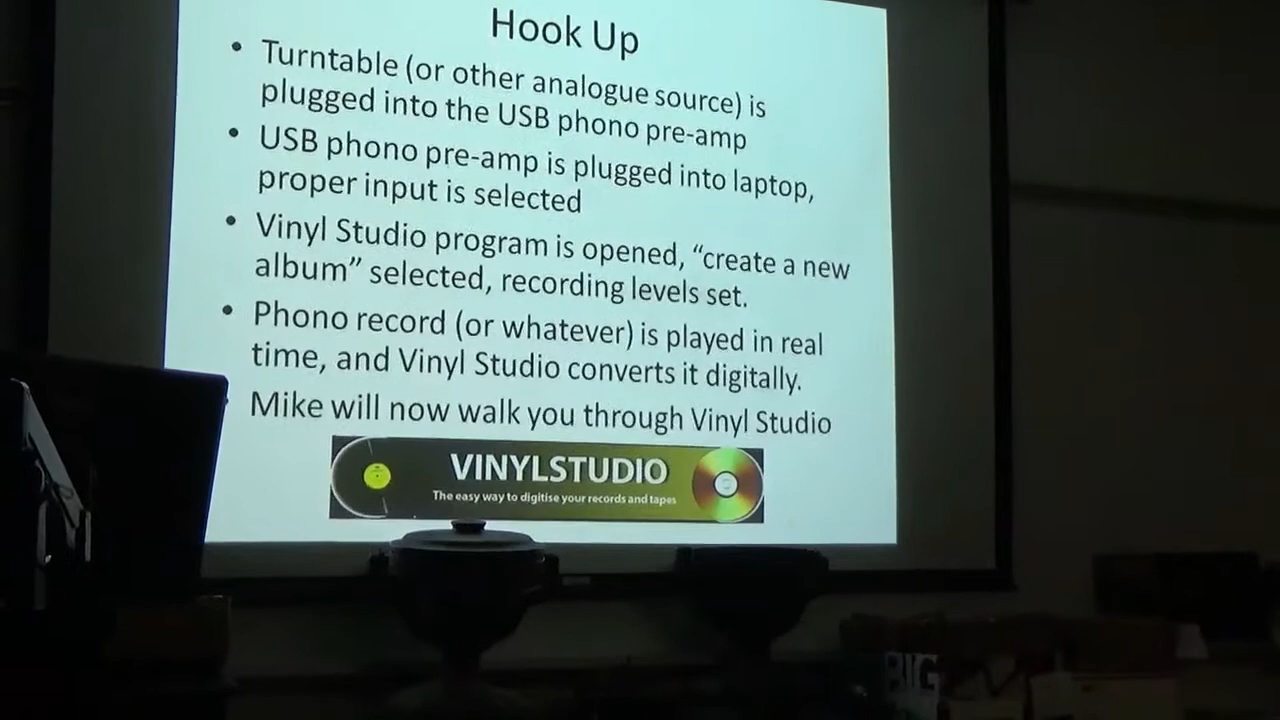 Hook Up
• Turntable (or other analogue source) is
plugged into the USB phono pre-amp
• USB phono pre-amp is plugged into laptop,
proper input is selected
• Vinyl Studio program is opened, “create a new
album” selected, recording levels set.
• Phono record (or whatever) is played in real
time, and Vinyl Studio converts it digitally.
Mike will now walk you through Vinyl Studio
VINYLSTUDIO
The easy way to digitise your records and tapes
BIG